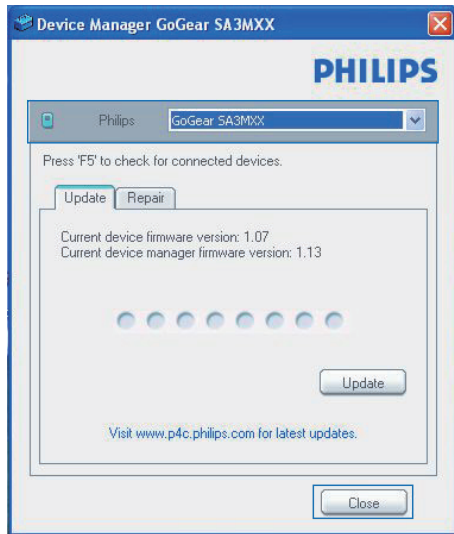 Device Manager GoGear SA3MXX
PHILIPS
Philips GoGear SA3MXX
Press 'F5' to check for connected devices.
Update Repair
Current device firmware version: 1.07
Current device manager firmware version: 1.13
Update
Visit www.p4c.philips.com for latest updates.
Close